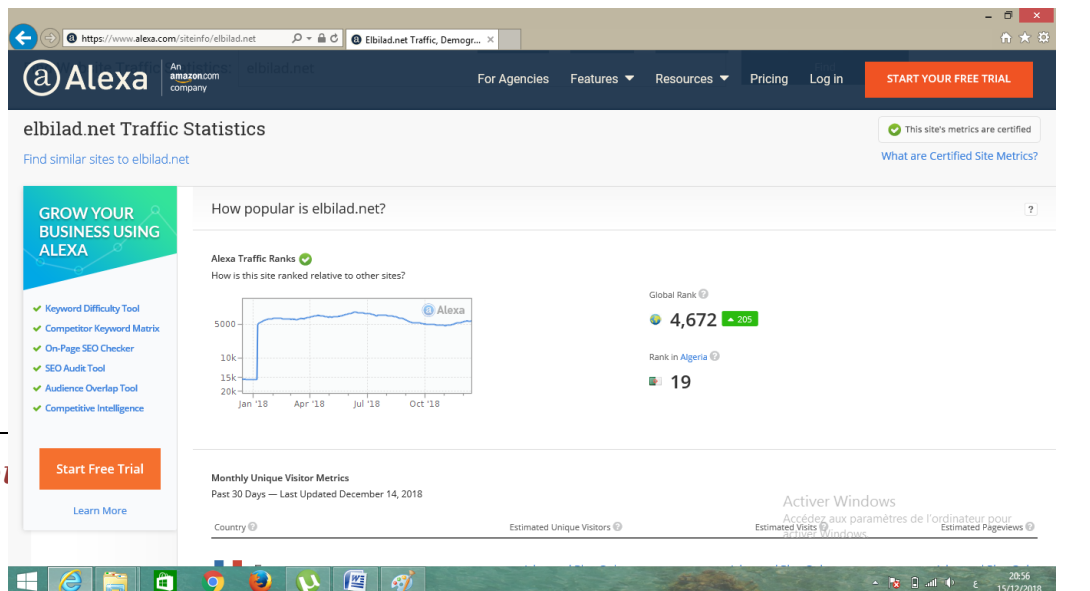 https://www.alexa.com/siteinfo/elbilad.net
Elbilad.net Traffic, Demogr...
Alexa
An
amazon.com
company
For Agencies Features Resources Pricing Log in START YOUR FREE TRIAL
elbilad.net Traffic Statistics
This site's metrics are certified
Find similar sites to elbilad.net
What are Certified Site Metrics?
GROW YOUR
BUSINESS USING
ALEXA
Keyword Difficulty Tool
Competitor Keyword Matrix
On-Page SEO Checker
SEO Audit Tool
Audience Overlap Tool
Competitive Intelligence
Start Free Trial
Learn More
How popular is elbilad.net?
?
Alexa Traffic Ranks
How is this site ranked relative to other sites?
Alexa
5000
10k
15k
20k
Jan '18 Apr '18 Jul '18 Oct '18
Global Rank
4,672 205
Rank in Algeria
19
Monthly Unique Visitor Metrics
Past 30 Days — Last Updated December 14, 2018
Country Estimated Unique Visitors Estimated Visits Estimated Pageviews
Activer Windows
Accédez aux paramètres de l'ordinateur pour
activer Windows.
ع
20:56
15/12/2018